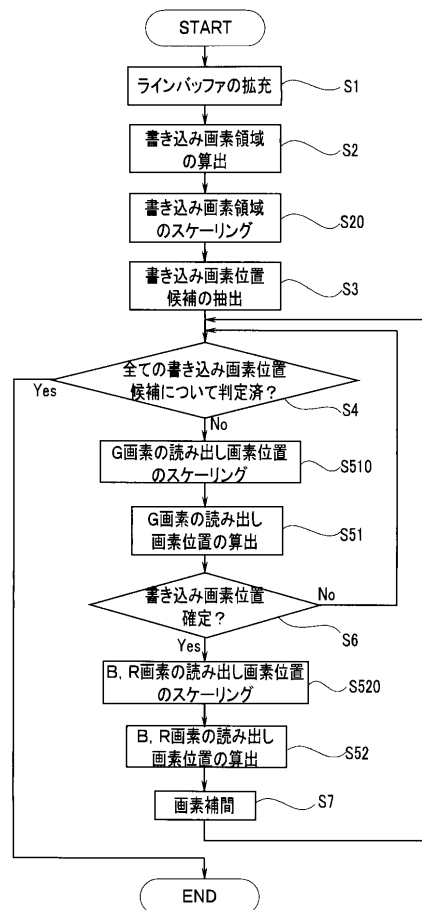 START
ラインバッファの拡充
S1
書き込み画素領域
の算出
S2
書き込み画素領域
のスケーリング
S20
書き込み画素位置
候補の抽出
S3
全ての書き込み画素位置
候補について判定済?
Yes
S4
No
G画素の読み出し画素位置
のスケーリング
S510
G画素の読み出し
画素位置の算出
S51
書き込み画素位置
確定?
No
S6
Yes
B, R画素の読み出し画素位置
のスケーリング
S520
B, R画素の読み出し
画素位置の算出
S52
画素補間
S7
END